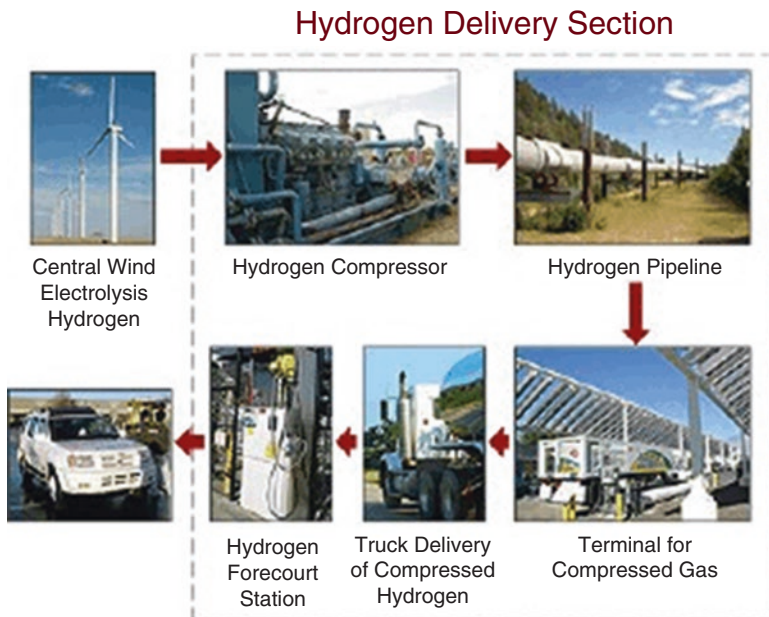 Hydrogen Delivery Section
Central Wind
Electrolysis
Hydrogen
Hydrogen Compressor
Hydrogen Pipeline
Hydrogen
Forecourt
Station
Truck Delivery
of Compressed
Hydrogen
Terminal for
Compressed Gas